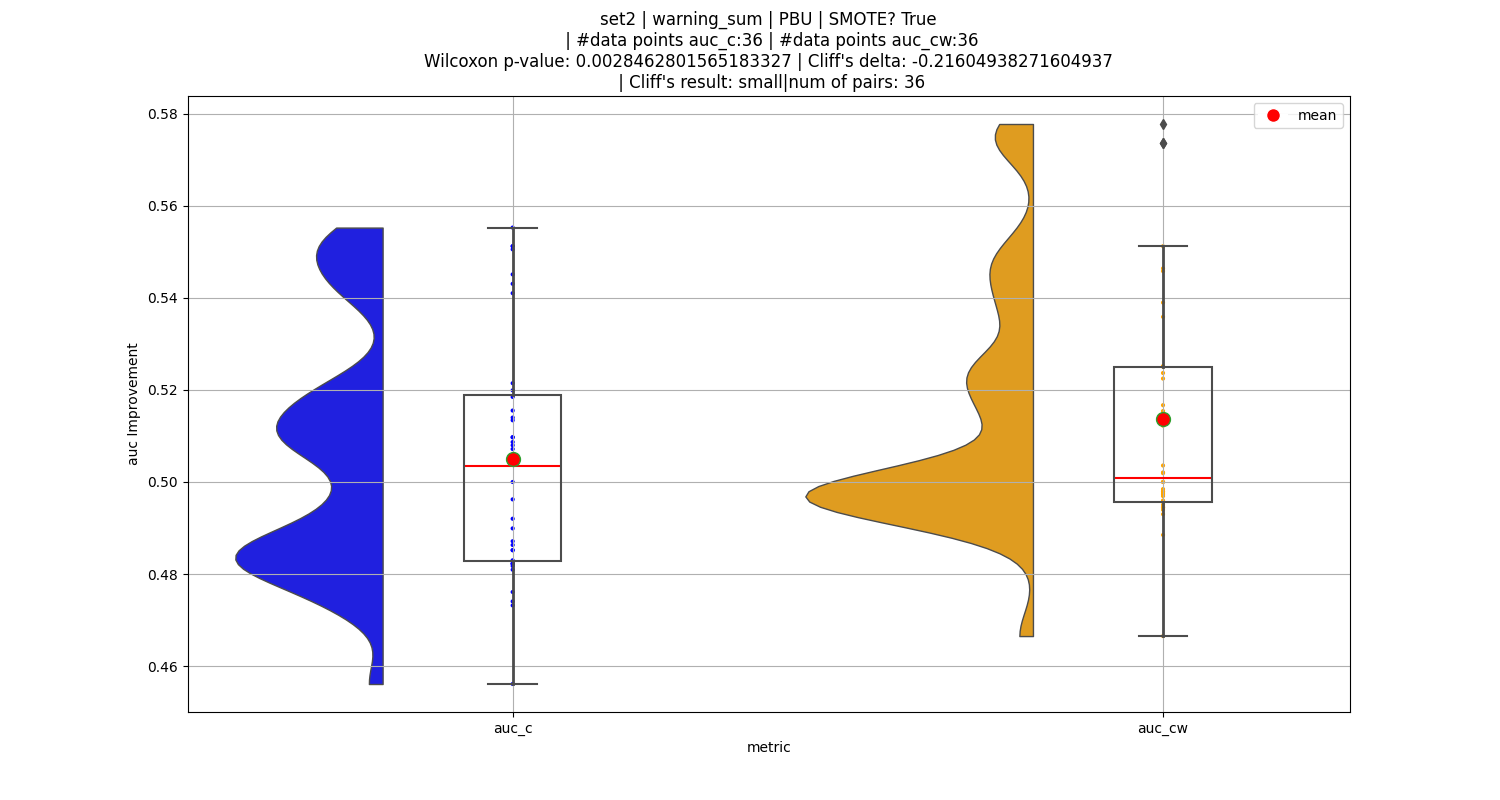 set2 | warning_sum | PBU | SMOTE? True
| #data points auc_c:36 | #data points auc_cw:36
Wilcoxon p-value: 0.0028462801565183327 | Cliff's delta: -0.21604938271604937
| Cliff's result: small|num of pairs: 36
mean
0.58
0.56
0.54
0.52
0.50
0.48
0.46
auc Improvement
auc_c
auc_cw
metric